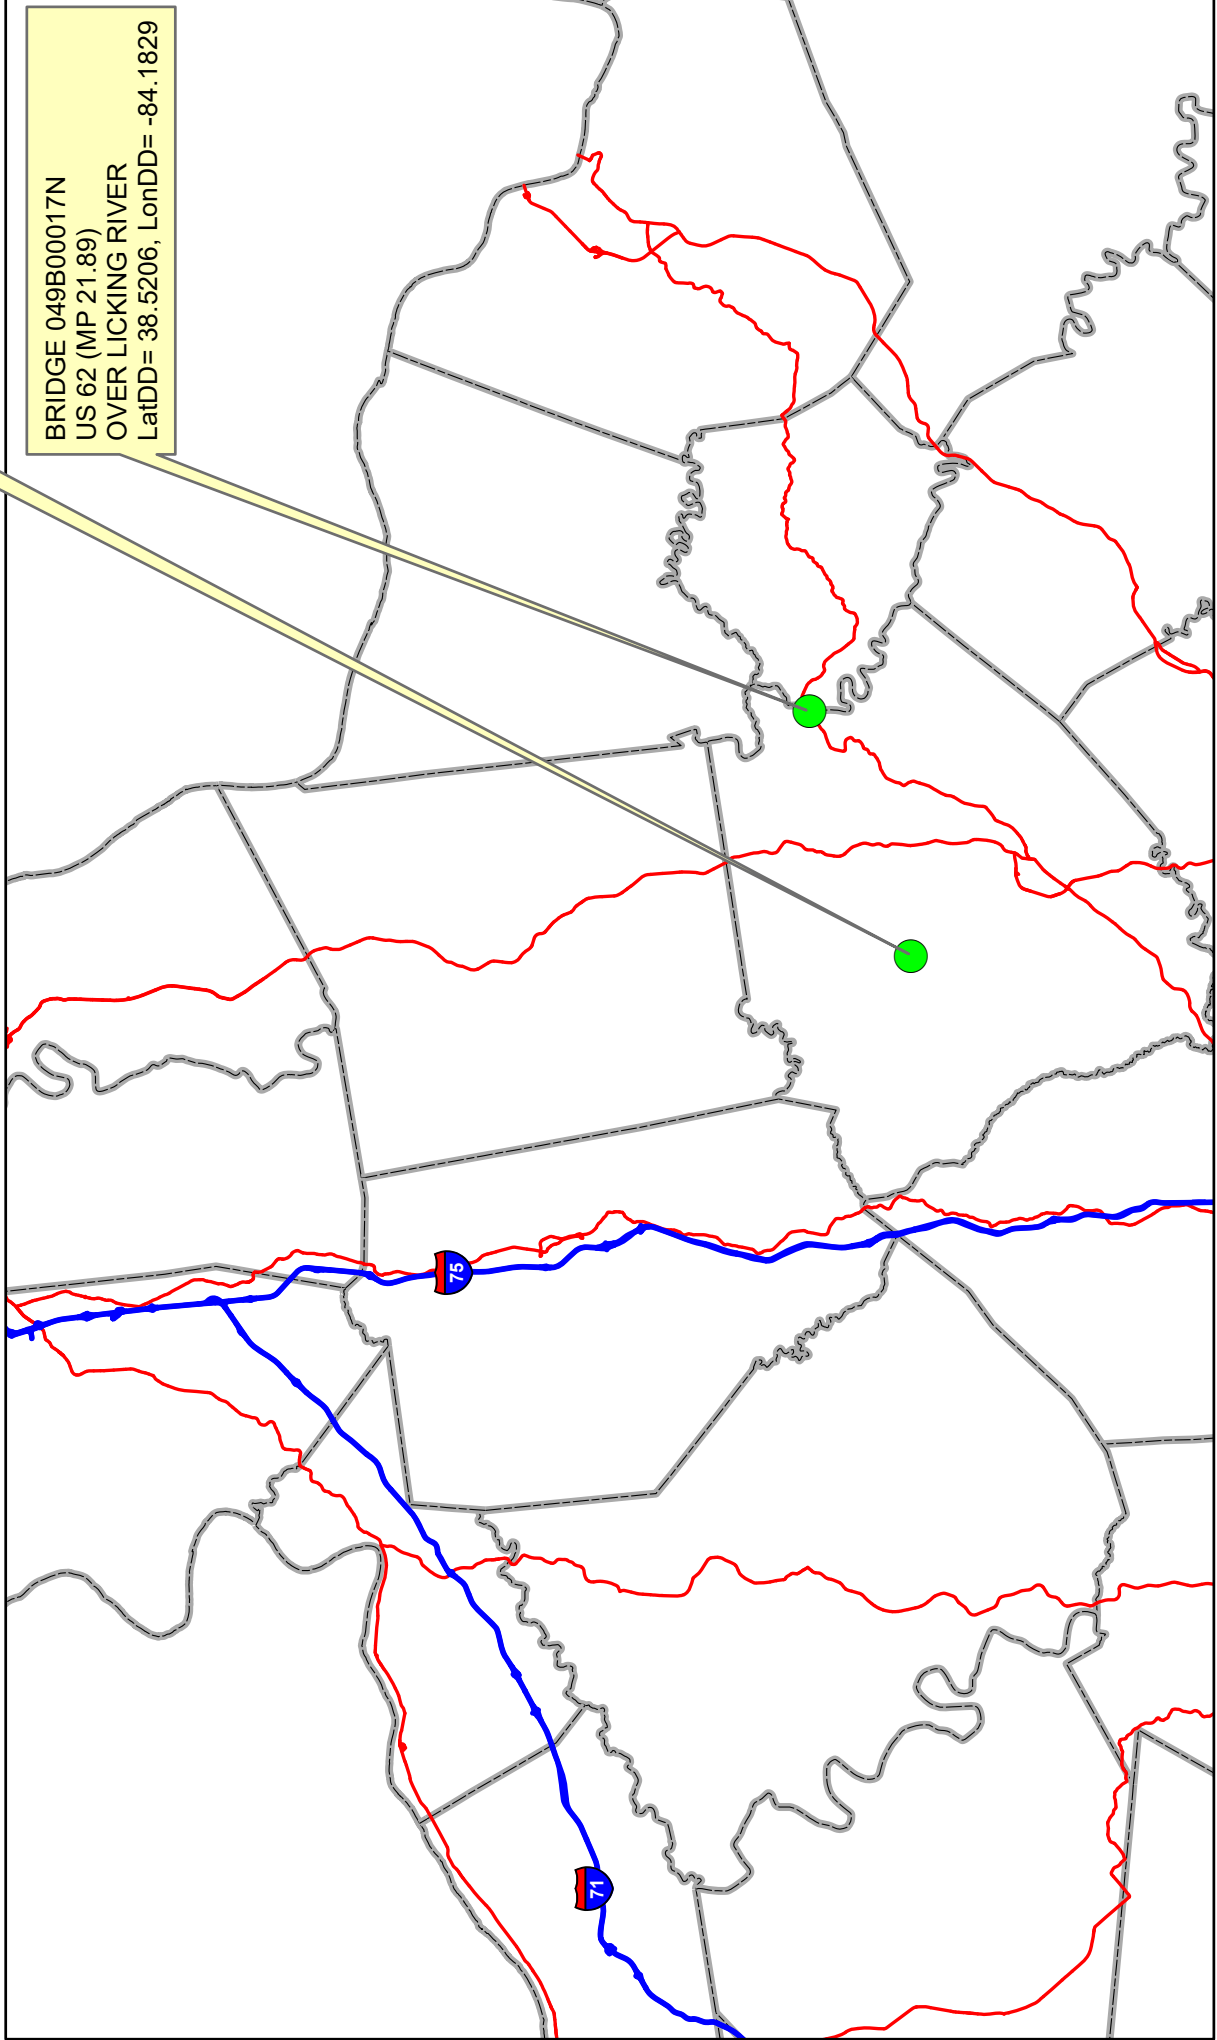 BRIDGE 049B00017N
US 62 (MP 21.89)
OVER LICKING RIVER
LatDD= 38.5206, LonDD= -84.1829
75
71